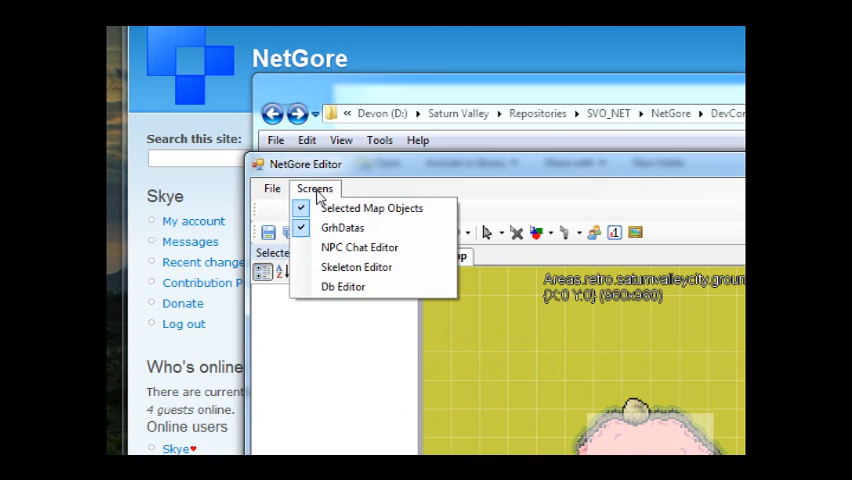 NetGore
« Devon (D:) Saturn Valley Repositories SVO_NET NetGore DevCor
Search this site:
File Edit View Tools Help
NetGore Editor
Skye
File Screens
My account
Selected Map Objects
GrhDatas
Messages
NPC Chat Editor
Selecte
Recent change
Skeleton Editor
Contribution P
Db Editor
Areas.retro.saturnvalleycity.groun
{X:0 Y:0} (960x960)
Donate
Log out
Who's online
There are current
4 guests online.
Online users
Skye♥